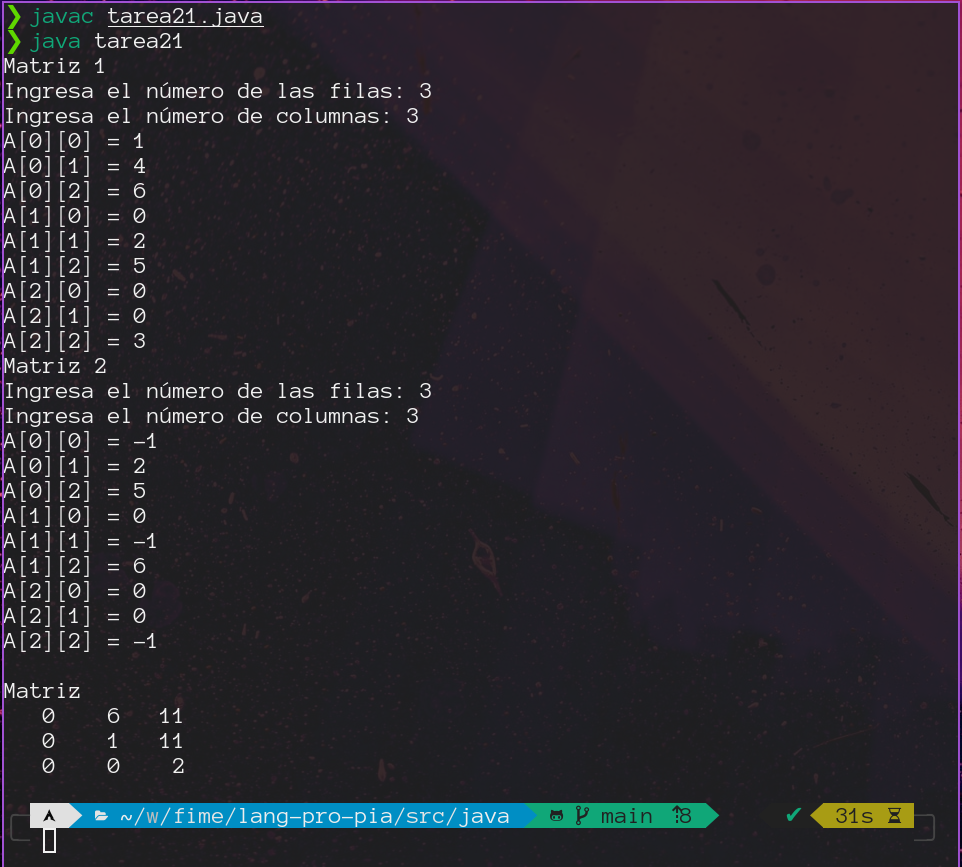 ❯ javac tarea21.java
❯ java tarea21
Matriz 1
Ingresa el número de las filas: 3
Ingresa el número de columnas: 3
A[0][0] = 1
A[0][1] = 4
A[0][2] = 6
A[1][0] = 0
A[1][1] = 2
A[1][2] = 5
A[2][0] = 0
A[2][1] = 0
A[2][2] = 3
Matriz 2
Ingresa el número de las filas: 3
Ingresa el número de columnas: 3
A[0][0] = -1
A[0][1] = 2
A[0][2] = 5
A[1][0] = 0
A[1][1] = -1
A[1][2] = 6
A[2][0] = 0
A[2][1] = 0
A[2][2] = -1
Matriz
0 6 11
0 1 11
0 0 2
~/w/fime/lang-pro-pia/src/java main ⇡8 ✔ 31s